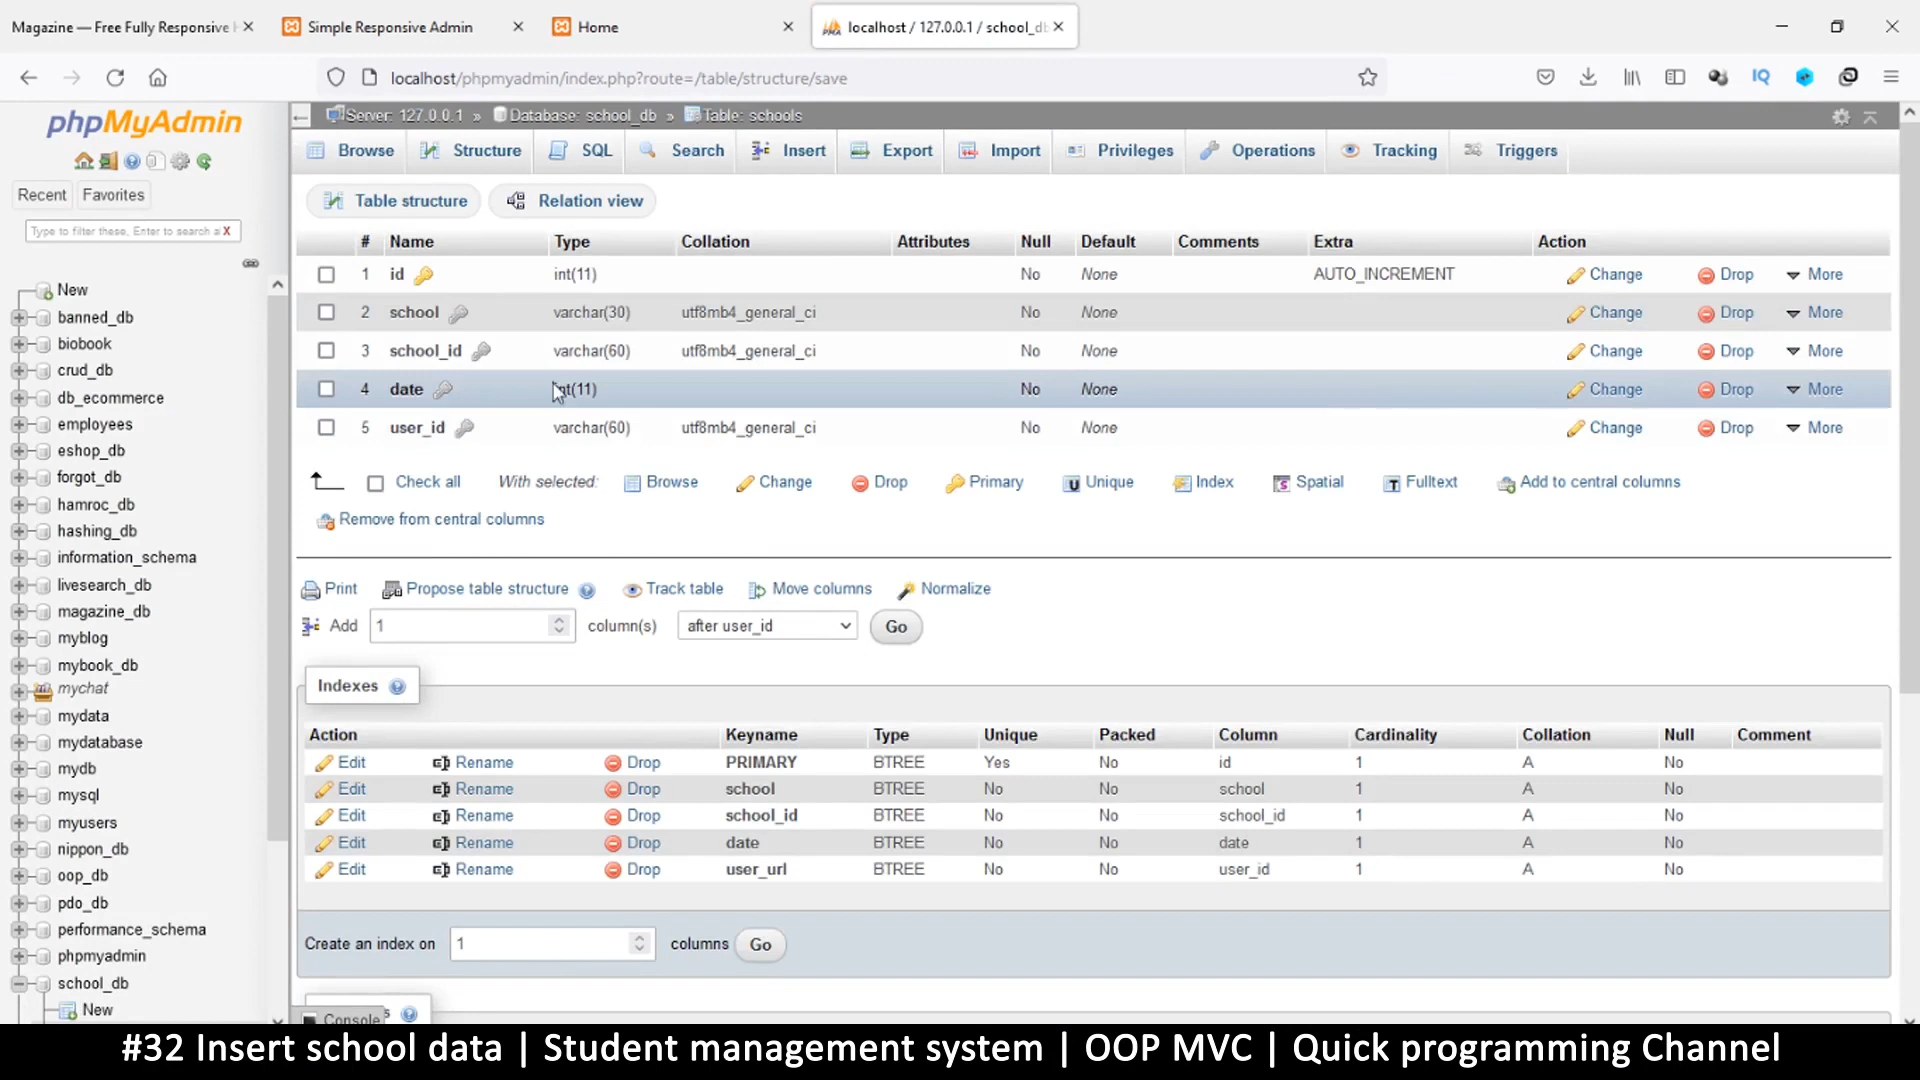 Magazine — Free Fully Responsive H
Simple Responsive Admin
Home
localhost / 127.0.0.1 / school_db
localhost/phpmyadmin/index.php?route=/table/structure/save
IQ
phpMyAdmin
Server: 127.0.0.1 » Database: school_db » Table: schools
Browse Structure SQL Search Insert Export Import Privileges Operations Tracking Triggers
Recent Favorites
Table structure Relation view
Type to filter these, Enter to search al X
# Name Type Collation Attributes Null Default Comments Extra Action
1 id int(11) No None AUTO_INCREMENT Change Drop More
2 school varchar(30) utf8mb4_general_ci No None Change Drop More
3 school_id varchar(60) utf8mb4_general_ci No None Change Drop More
4 date int(11) No None Change Drop More
5 user_id varchar(60) utf8mb4_general_ci No None Change Drop More
Check all With selected: Browse Change Drop Primary Unique Index Spatial Fulltext Add to central columns
Remove from central columns
Print Propose table structure Track table Move columns Normalize
Add 1 column(s) after user_id Go
Indexes
Action Keyname Type Unique Packed Column Cardinality Collation Null Comment
Edit Rename Drop PRIMARY BTREE Yes No id 1 A No
Edit Rename Drop school BTREE No No school 1 A No
Edit Rename Drop school_id BTREE No No school_id 1 A No
Edit Rename Drop date BTREE No No date 1 A No
Edit Rename Drop user_url BTREE No No user_id 1 A No
Create an index on 1 columns Go
Console
New
banned_db
biobook
crud_db
db_ecommerce
employees
eshop_db
forgot_db
hamroc_db
hashing_db
information_schema
livesearch_db
magazine_db
myblog
mybook_db
mychat
mydata
mydatabase
mydb
mysql
myusers
nippon_db
oop_db
pdo_db
performance_schema
phpmyadmin
school_db
New
#32 Insert school data | Student management system | OOP MVC | Quick programming Channel